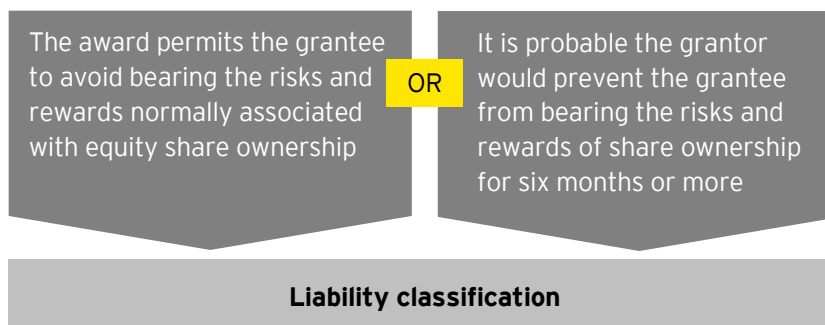 The award permits the grantee
to avoid bearing the risks and
rewards normally associated
with equity share ownership
OR
It is probable the grantor
would prevent the grantee
from bearing the risks and
rewards of share ownership
for six months or more
Liability classification